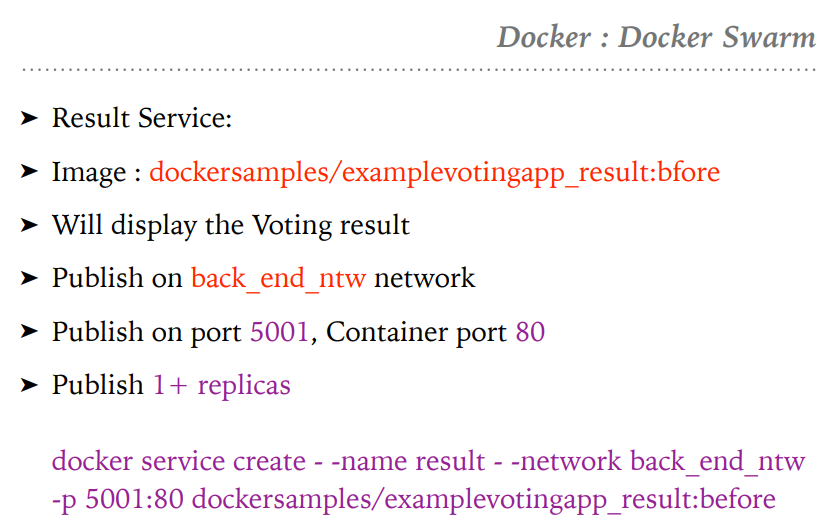 Docker : Docker Swarm
➤ Result Service:
➤ Image : dockersamples/examplevotingapp_result:bfore
➤ Will display the Voting result
➤ Publish on back_end_ntw network
➤ Publish on port 5001, Container port 80
➤ Publish 1+ replicas
docker service create - -name result - -network back_end_ntw
-p 5001:80 dockersamples/examplevotingapp_result:before